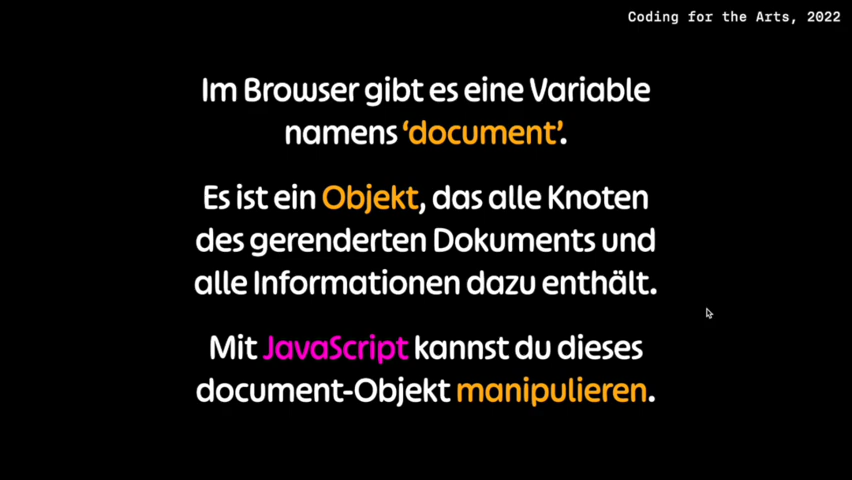 Coding for the Arts, 2022
Im Browser gibt es eine Variable
namens ‘document’.
Es ist ein Objekt, das alle Knoten
des gerenderten Dokuments und
alle Informationen dazu enthält.
Mit JavaScript kannst du dieses
document-Objekt manipulieren.